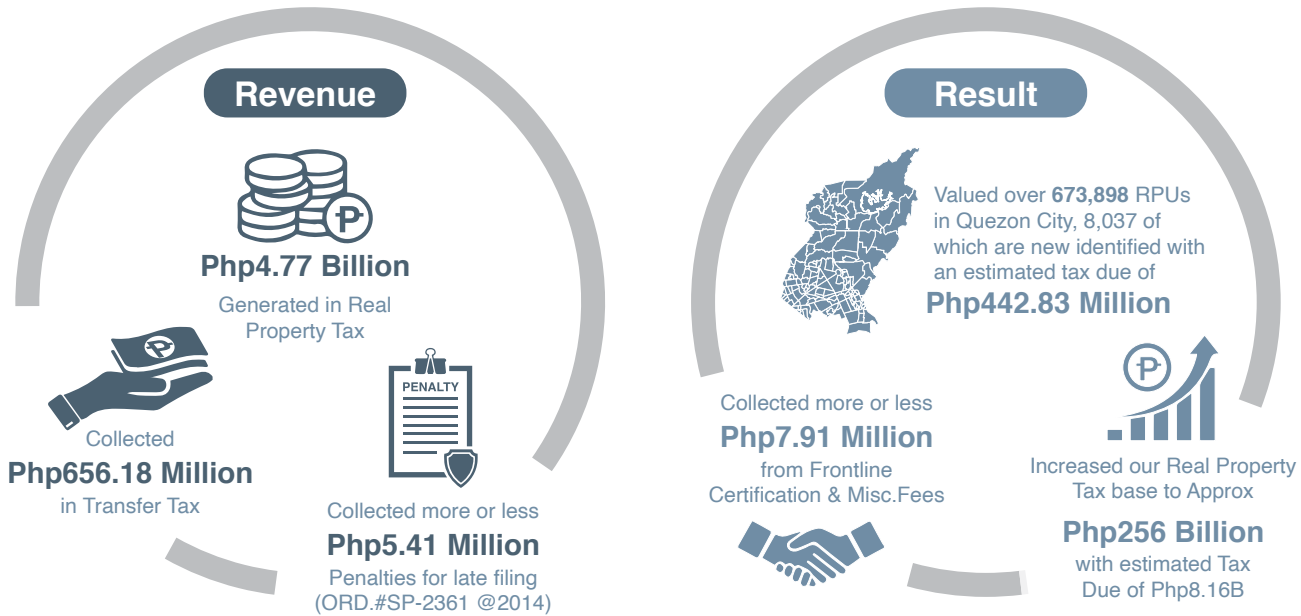 Revenue
Php4.77 Billion
Generated in Real
Property Tax
Collected
Php656.18 Million
in Transfer Tax
PENALTY
Collected more or less
Php5.41 Million
Penalties for late filing
(ORD.#SP-2361 @2014)
Result
Valued over 673,898 RPUs
in Quezon City, 8,037 of
which are new identified with
an estimated tax due of
Php442.83 Million
Collected more or less
Php7.91 Million
from Frontline
Certification & Misc.Fees
Increased our Real Property
Tax base to Approx
Php256 Billion
with estimated Tax
Due of Php8.16B